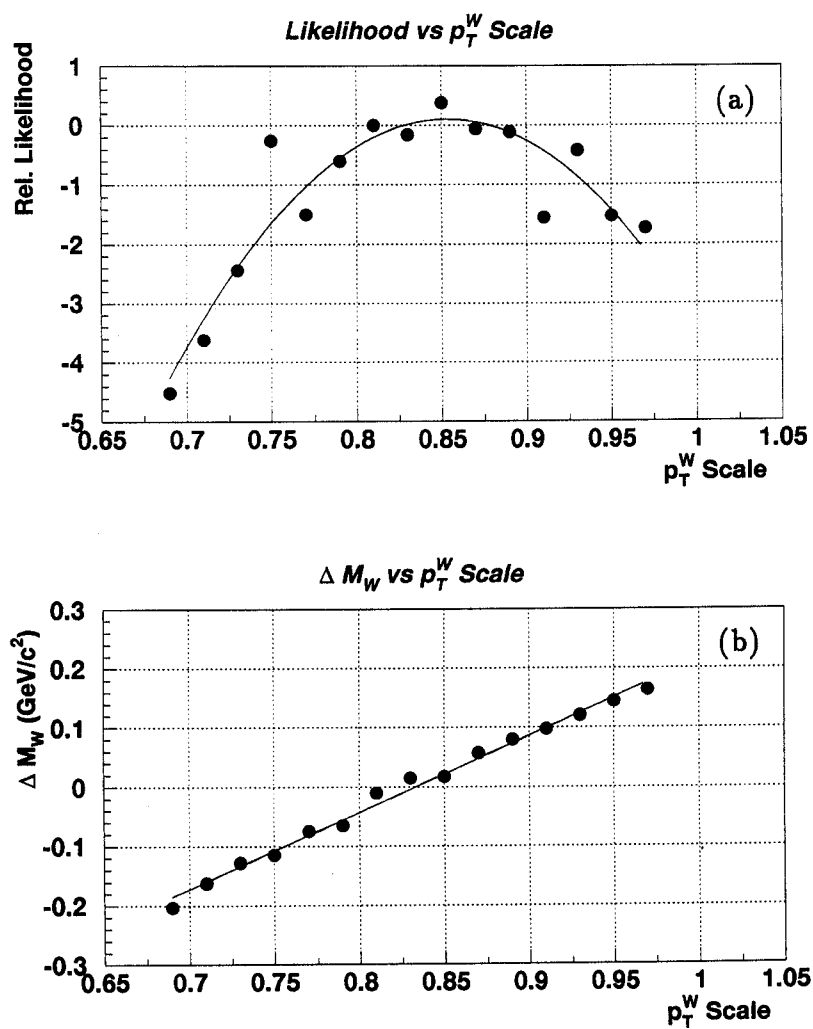 Likelihood vs p_T^W Scale
Rel. Likelihood
(a)
1
0
-1
-2
-3
-4
-5
0.65 0.7 0.75 0.8 0.85 0.9 0.95 1 1.05
p_T^W Scale
Δ M_W vs p_T^W Scale
Δ M_W (GeV/c²)
(b)
0.3
0.2
0.1
0
-0.1
-0.2
-0.3
0.65 0.7 0.75 0.8 0.85 0.9 0.95 1 1.05
p_T^W Scale